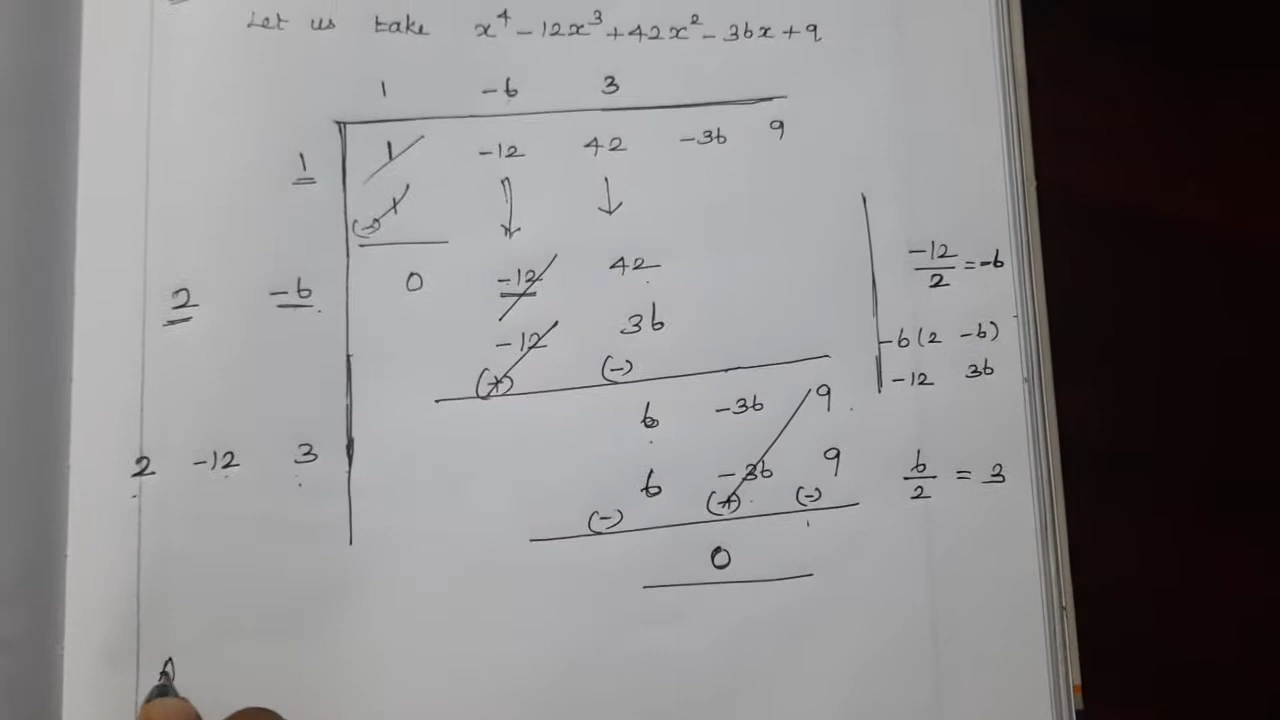 Let us take x⁴ - 12x³ + 42x² - 36x + 9
1 -6 3
1 1 -12 42 -36 9
1
(-)
0 -12 42
2 -6
-12 36
(+) (-)
6 -36 9
2 -12 3 6 -36 9
(-) (+) (-)
0
-12/2 = -6
-6(2 -6)
-12 36
6/2 = 3